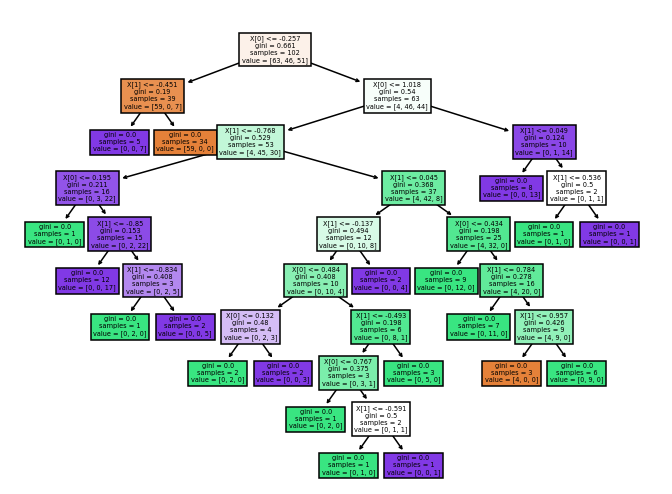 X[0] <= -0.257
gini = 0.661
samples = 102
value = [63, 46, 51]
X[1] <= -0.451
gini = 0.19
samples = 39
value = [59, 0, 7]
X[0] <= 1.018
gini = 0.54
samples = 63
value = [4, 46, 44]
gini = 0.0
samples = 5
value = [0, 0, 7]
gini = 0.0
samples = 34
value = [59, 0, 0]
X[1] <= -0.768
gini = 0.529
samples = 53
value = [4, 45, 30]
X[1] <= 0.049
gini = 0.124
samples = 10
value = [0, 1, 14]
X[0] <= 0.195
gini = 0.211
samples = 16
value = [0, 3, 22]
X[1] <= 0.045
gini = 0.368
samples = 37
value = [4, 42, 8]
gini = 0.0
samples = 8
value = [0, 0, 13]
X[1] <= 0.536
gini = 0.5
samples = 2
value = [0, 1, 1]
gini = 0.0
samples = 1
value = [0, 1, 0]
X[1] <= -0.85
gini = 0.153
samples = 15
value = [0, 2, 22]
X[1] <= -0.137
gini = 0.494
samples = 12
value = [0, 10, 8]
X[0] <= 0.434
gini = 0.198
samples = 25
value = [4, 32, 0]
gini = 0.0
samples = 1
value = [0, 1, 0]
gini = 0.0
samples = 1
value = [0, 0, 1]
gini = 0.0
samples = 12
value = [0, 0, 17]
X[1] <= -0.834
gini = 0.408
samples = 3
value = [0, 2, 5]
X[0] <= 0.484
gini = 0.408
samples = 10
value = [0, 10, 4]
gini = 0.0
samples = 2
value = [0, 0, 4]
gini = 0.0
samples = 9
value = [0, 12, 0]
X[1] <= 0.784
gini = 0.278
samples = 16
value = [4, 20, 0]
gini = 0.0
samples = 1
value = [0, 2, 0]
gini = 0.0
samples = 2
value = [0, 0, 5]
X[0] <= 0.132
gini = 0.48
samples = 4
value = [0, 2, 3]
X[1] <= -0.493
gini = 0.198
samples = 6
value = [0, 8, 1]
gini = 0.0
samples = 7
value = [0, 11, 0]
X[1] <= 0.957
gini = 0.426
samples = 9
value = [4, 9, 0]
gini = 0.0
samples = 2
value = [0, 2, 0]
gini = 0.0
samples = 2
value = [0, 0, 3]
X[0] <= 0.767
gini = 0.375
samples = 3
value = [0, 3, 1]
gini = 0.0
samples = 3
value = [0, 5, 0]
gini = 0.0
samples = 3
value = [4, 0, 0]
gini = 0.0
samples = 6
value = [0, 9, 0]
gini = 0.0
samples = 1
value = [0, 2, 0]
X[1] <= -0.591
gini = 0.5
samples = 2
value = [0, 1, 1]
gini = 0.0
samples = 1
value = [0, 1, 0]
gini = 0.0
samples = 1
value = [0, 0, 1]